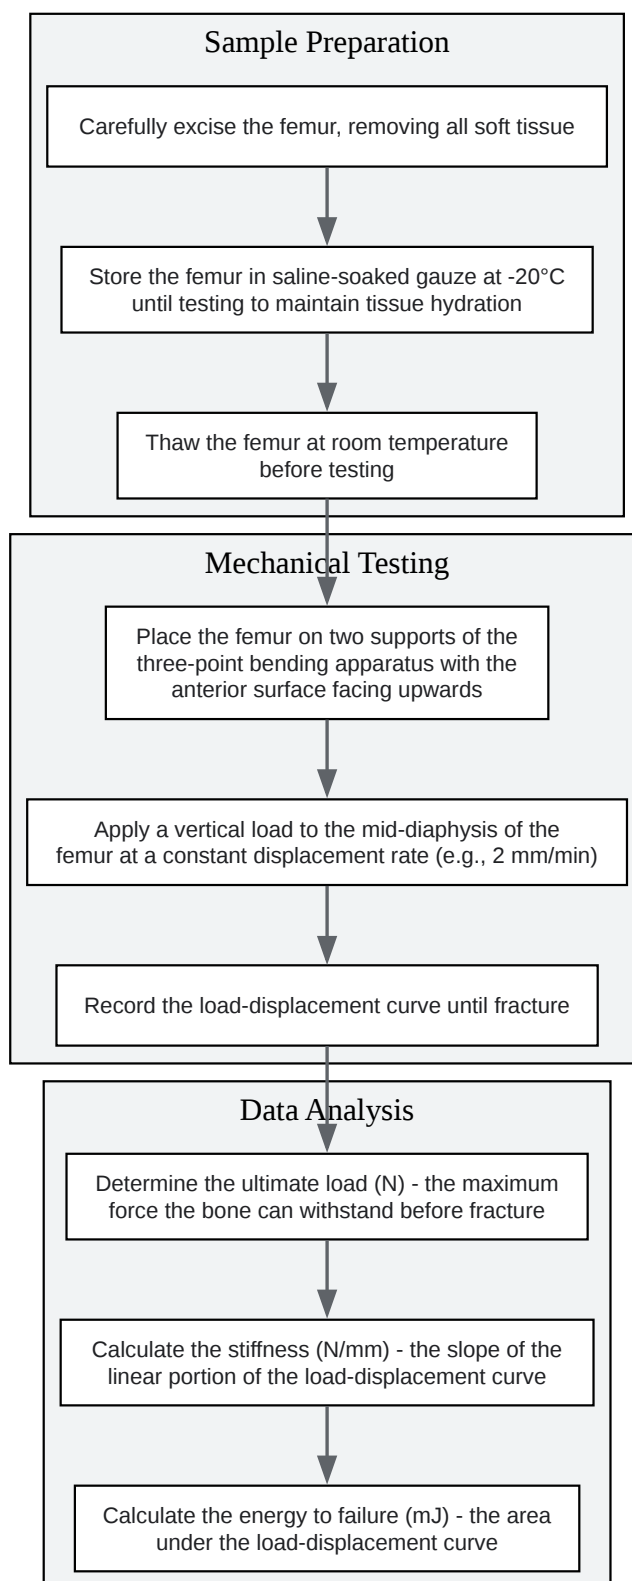 Sample Preparation
Carefully excise the femur, removing all soft tissue
Store the femur in saline-soaked gauze at -20°C
until testing to maintain tissue hydration
Thaw the femur at room temperature
before testing
Mechanical Testing
Place the femur on two supports of the
three-point bending apparatus with the
anterior surface facing upwards
Apply a vertical load to the mid-diaphysis of the
femur at a constant displacement rate (e.g., 2 mm/min)
Record the load-displacement curve until fracture
Data Analysis
Determine the ultimate load (N) - the maximum
force the bone can withstand before fracture
Calculate the stiffness (N/mm) - the slope of the
linear portion of the load-displacement curve
Calculate the energy to failure (mJ) - the area
under the load-displacement curve